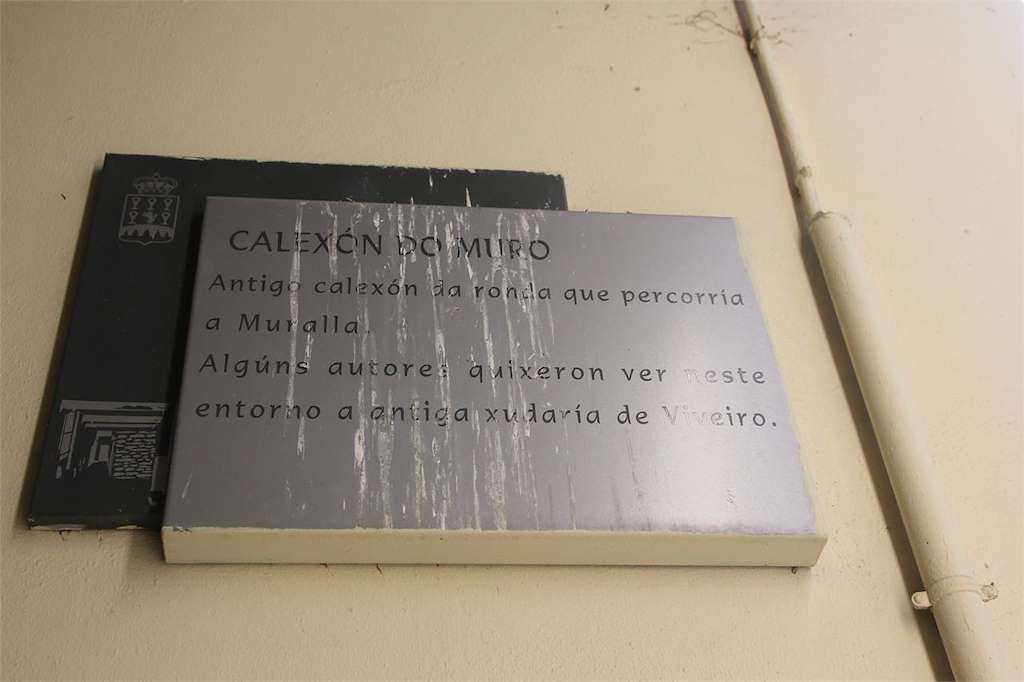 CALEXÓN DO MURO
Antigo calexón da ronda que percorría
a Muralla.
Algúns autores quixeron ver neste
entorno a antiga xudaría de Viveiro.